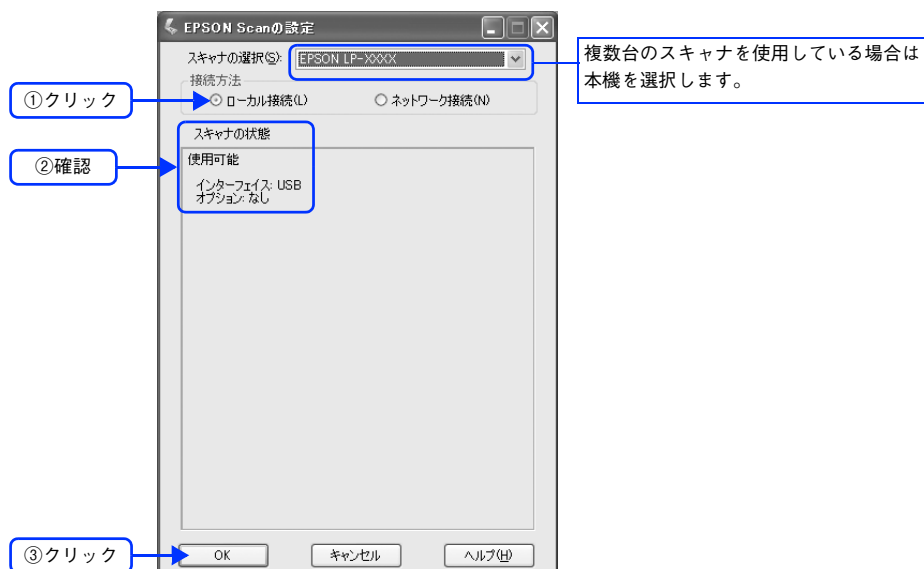 EPSON Scanの設定
スキャナの選択(S):
EPSON LP-XXXX
複数台のスキャナを使用している場合は
本機を選択します。
接続方法
①クリック
ローカル接続(L)
ネットワーク接続(N)
スキャナの状態
②確認
使用可能
インターフェイス: USB
オプション: なし
③クリック
OK
キャンセル
ヘルプ(H)